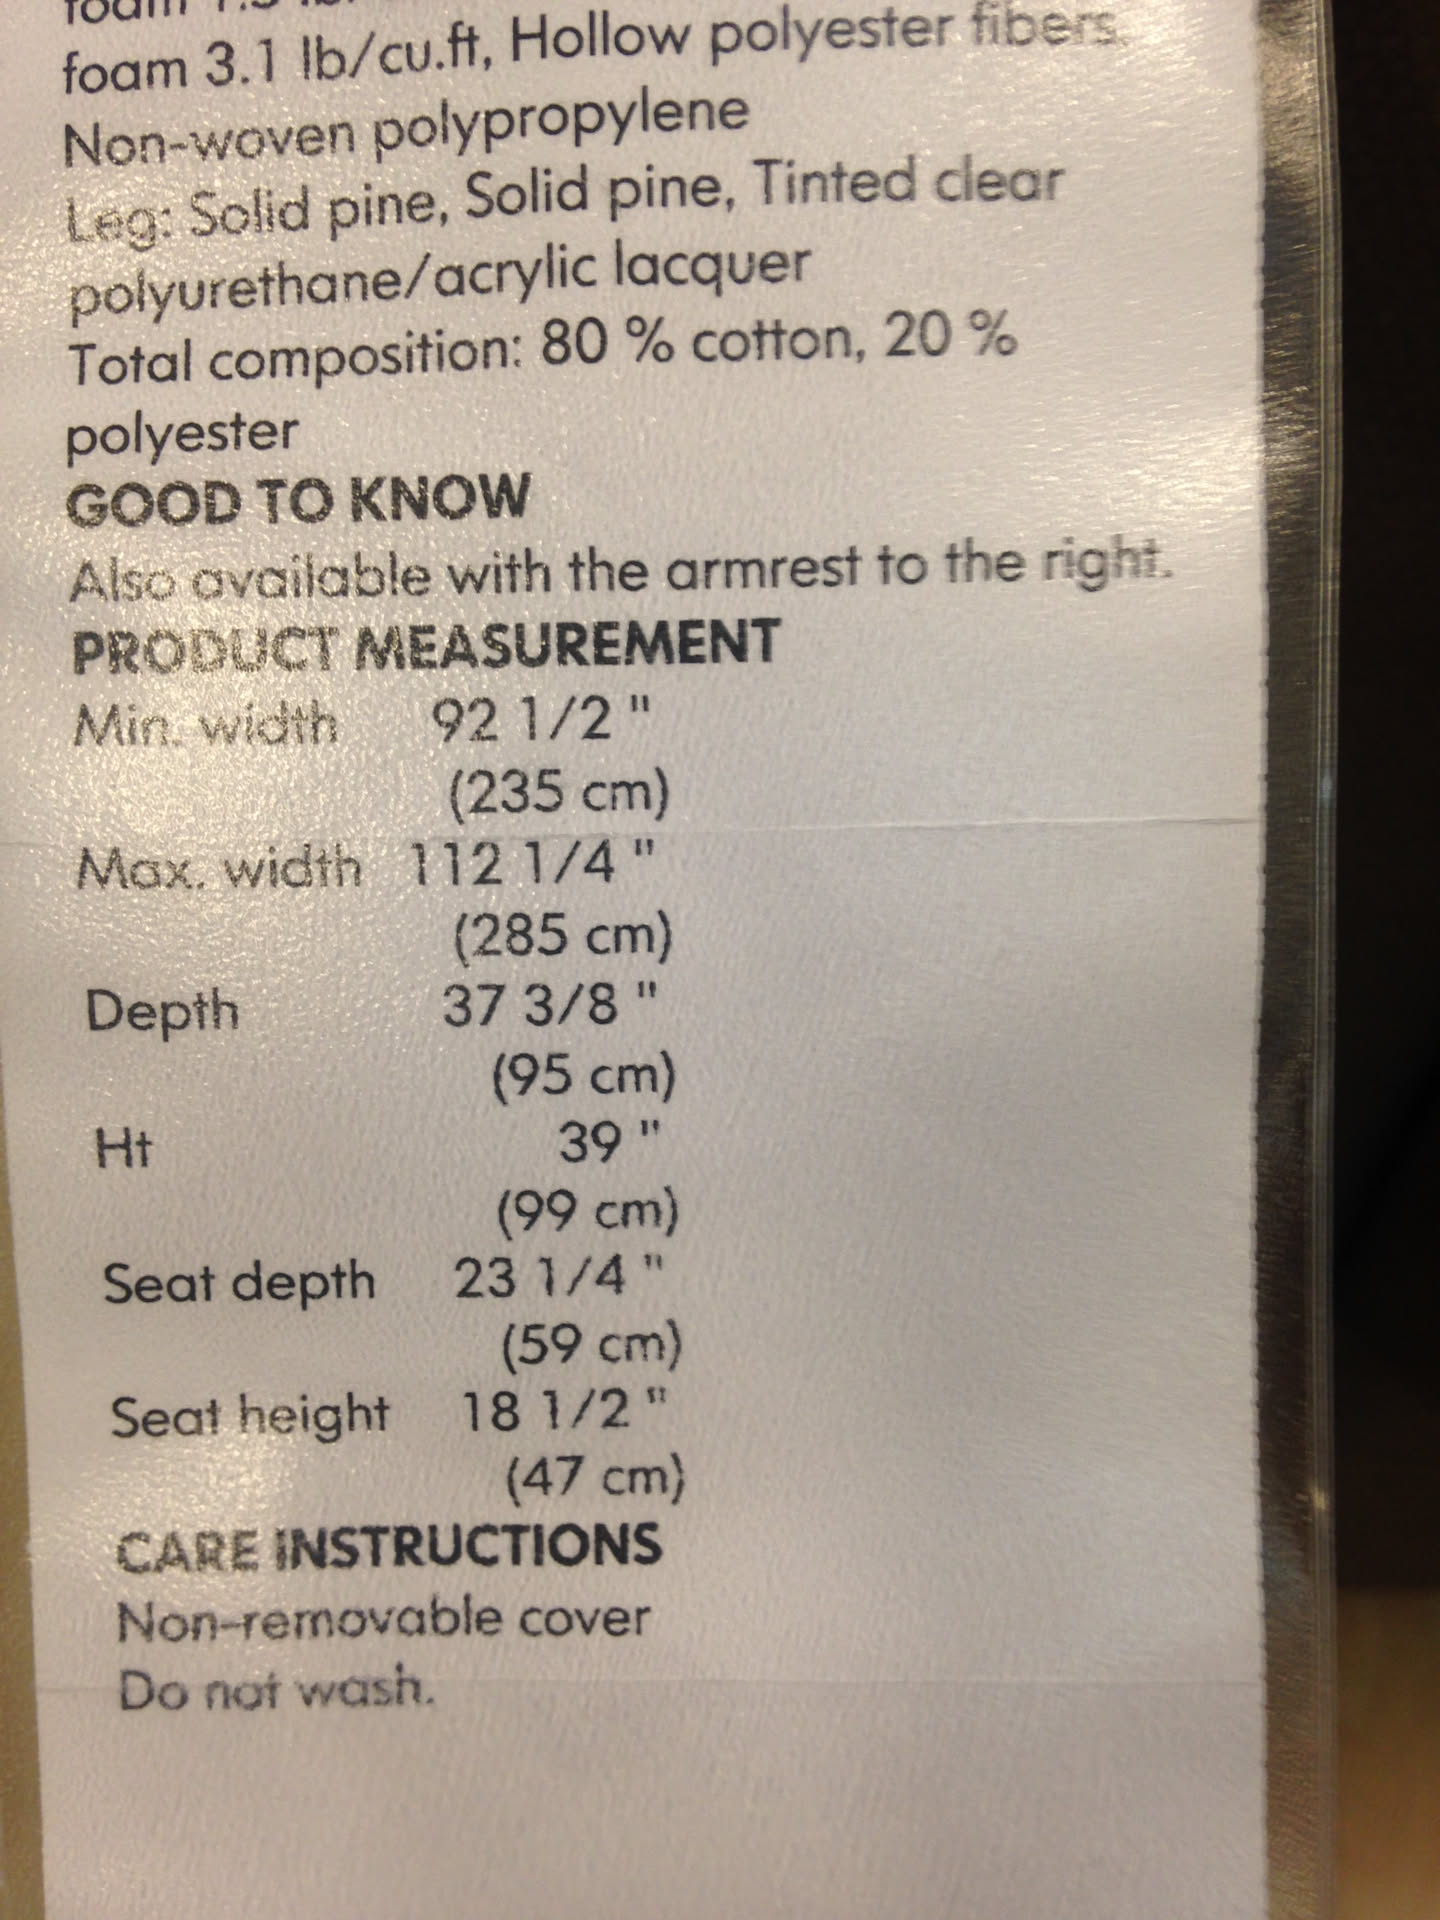 foam 3.1 lb/cu.ft, Hollow polyester fibers,
Non-woven polypropylene
Leg: Solid pine, Solid pine, Tinted clear
polyurethane/acrylic lacquer
Total composition: 80 % cotton, 20 %
polyester
GOOD TO KNOW
Also available with the armrest to the right.
PRODUCT MEASUREMENT
Min. width 92 1/2 "
(235 cm)
Max. width 112 1/4 "
(285 cm)
Depth 37 3/8 "
(95 cm)
Ht 39 "
(99 cm)
Seat depth 23 1/4 "
(59 cm)
Seat height 18 1/2 "
(47 cm)
CARE INSTRUCTIONS
Non-removable cover
Do not wash.